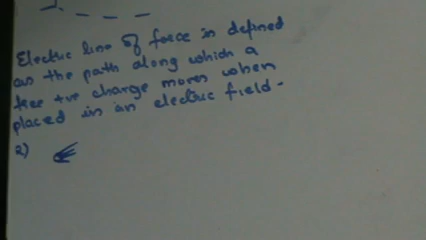 Electric line of force is defined
as the path along which a
free +ve charge moves when
placed in an electric field.
2)